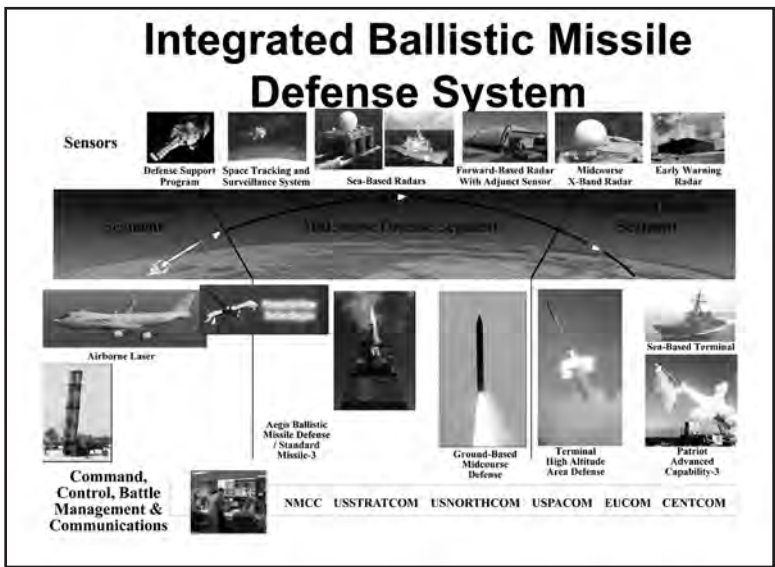 Integrated Ballistic Missile
Defense System
Sensors
Defense Support
Program
Space Tracking and
Surveillance System
Sea-Based Radars
Forward-Based Radar
With Adjunct Sensor
Midcourse
X-Band Radar
Early Warning
Radar
Segment
Midcourse Defense Segment
Segment
Airborne Laser
Aegis Ballistic
Missile Defense
/ Standard
Missile-3
Ground-Based
Midcourse
Defense
Terminal
High Altitude
Area Defense
Sea-Based Terminal
Patriot
Advanced
Capability-3
Command,
Control, Battle
Management &
Communications
NMCC USSTRATCOM USNORTHCOM USPACOM EUCOM CENTCOM